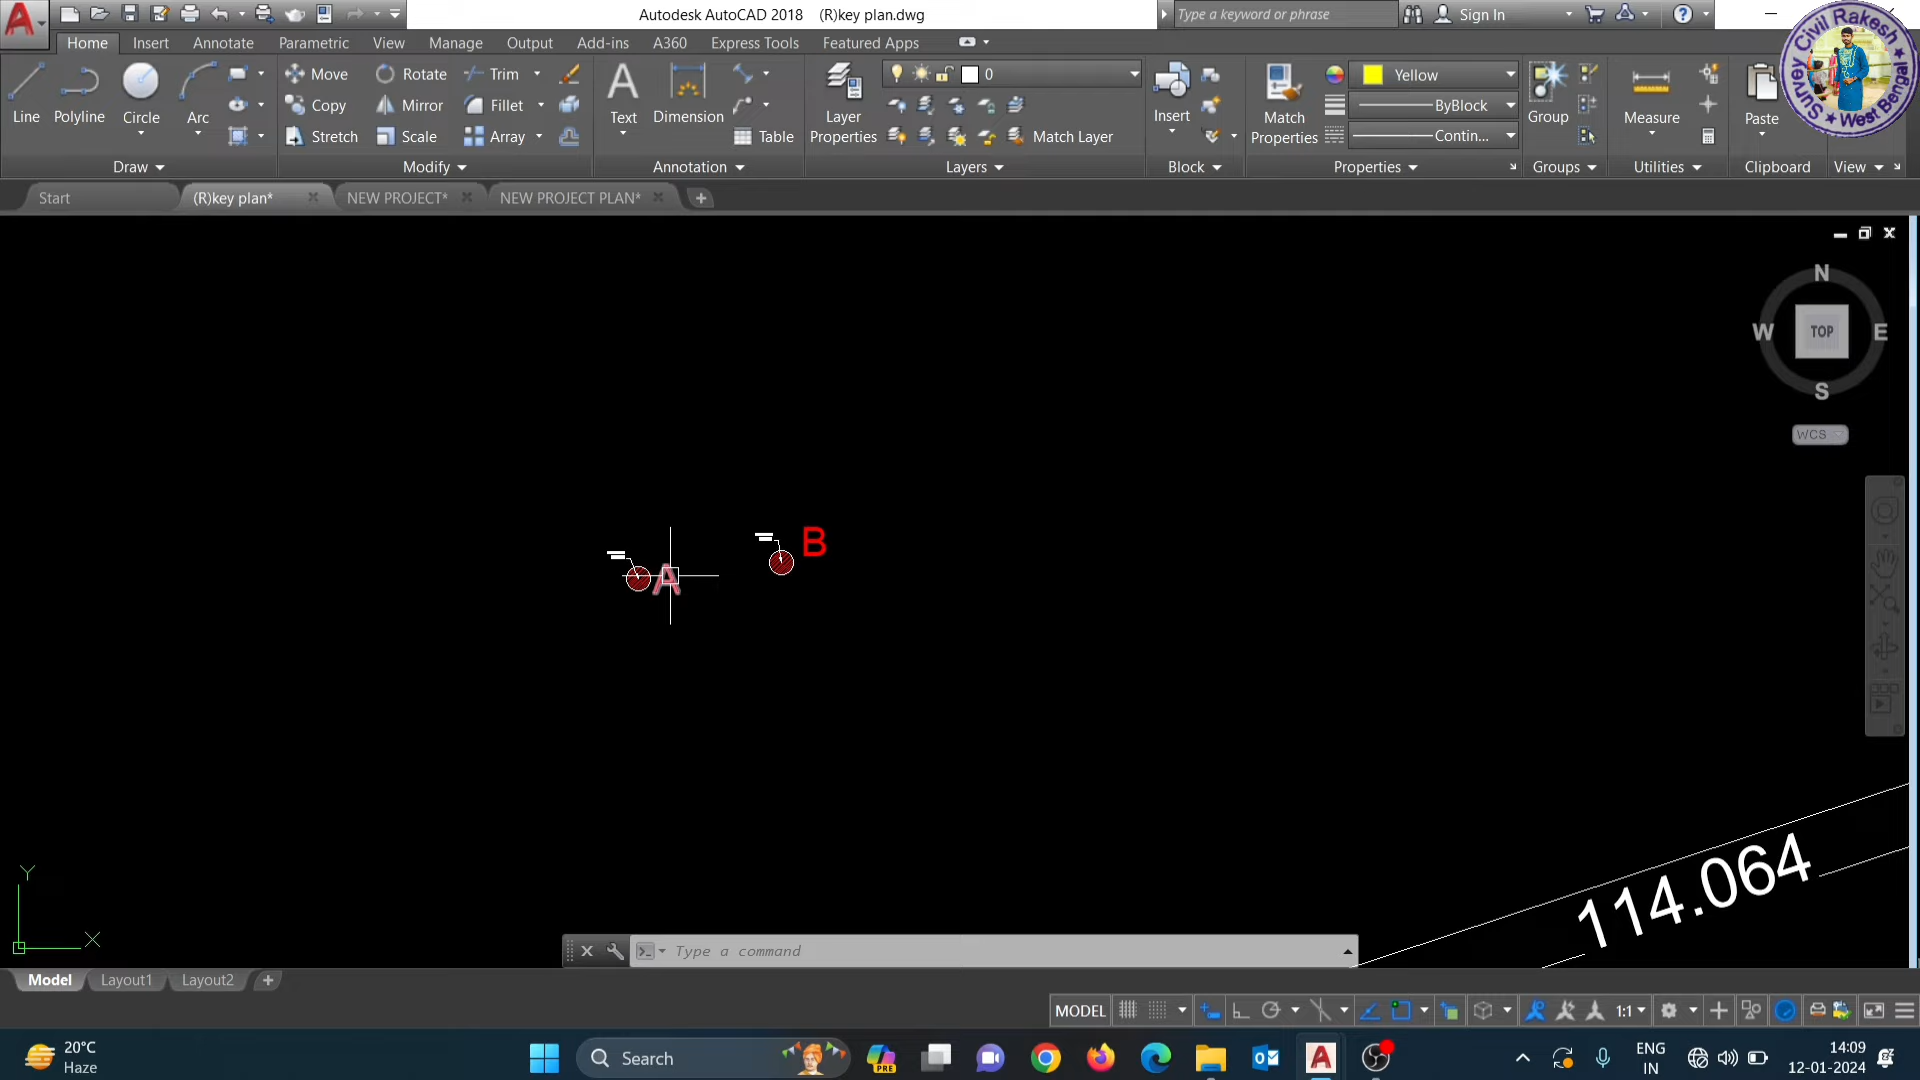 Autodesk AutoCAD 2018 (R)key plan.dwg
Type a keyword or phrase
Sign In
Home Insert Annotate Parametric View Manage Output Add-ins A360 Express Tools Featured Apps
Line Polyline Circle Arc
Move Rotate Trim
Copy Mirror Fillet
Stretch Scale Array
Text Dimension Table
Layer Properties
0
Match Layer
Insert
Match Properties
Yellow
ByBlock
Contin...
Group
Measure
Paste
Draw Modify Annotation Layers Block Properties Groups Utilities Clipboard View
Civil Rakesh
Survey
West Bengal
Start (R)key plan* NEW PROJECT* NEW PROJECT PLAN*
N
W TOP E
S
WCS
A
B
114.064
Y
X
Type a command
Model Layout1 Layout2
MODEL 1:1
20°C
Haze
Search
PRE
ENG
IN
14:09
12-01-2024